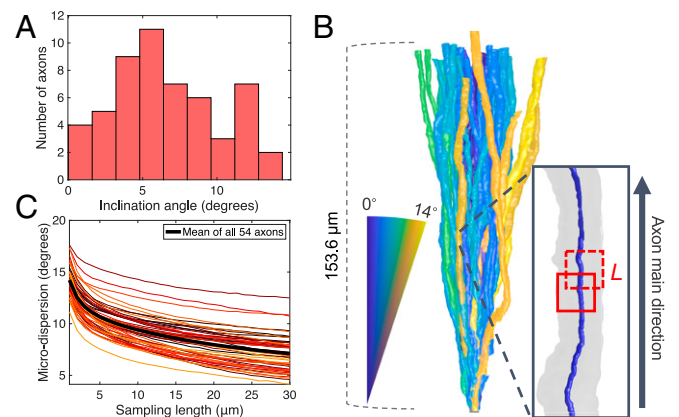 A
12
10
8
6
4
2
0
Number of axons
0
5
10
Inclination angle (degrees)
B
153.6 μm
0°
14°
L
Axon main direction
C
20
15
10
5
Micro-dispersion (degrees)
Mean of all 54 axons
5
10
15
20
25
30
Sampling length (μm)